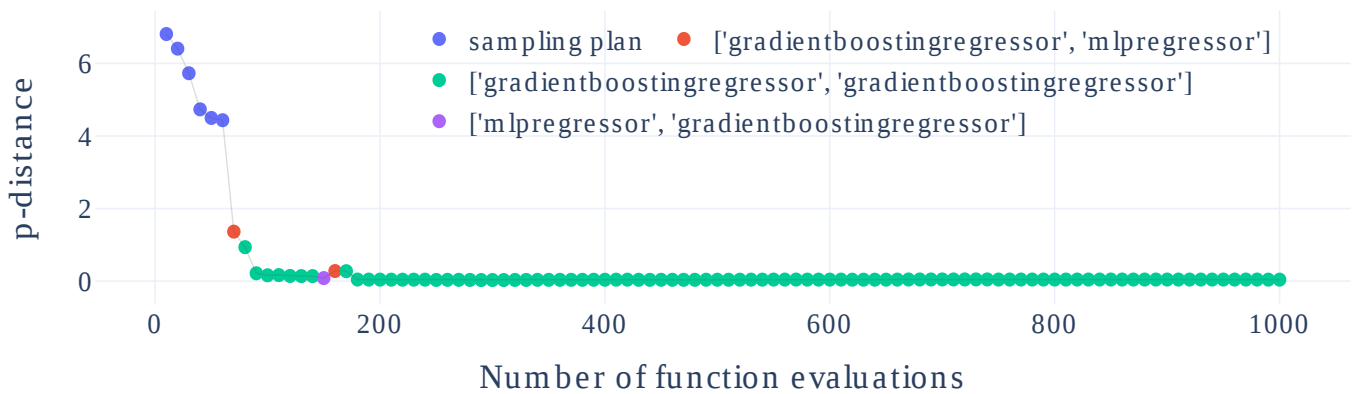 sampling plan
['gradientboostingregressor', 'mlpregressor']
['gradientboostingregressor', 'gradientboostingregressor']
['mlpregressor', 'gradientboostingregressor']
p-distance
6
4
2
0
0
200
400
600
800
1000
Number of function evaluations